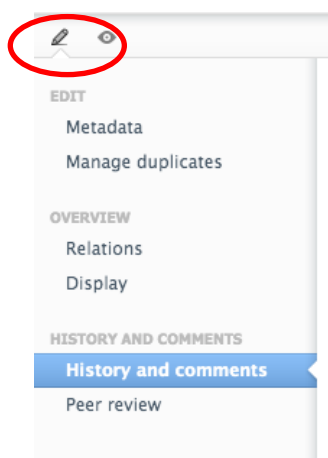 EDIT
Metadata
Manage duplicates
OVERVIEW
Relations
Display
HISTORY AND COMMENTS
History and comments
Peer review